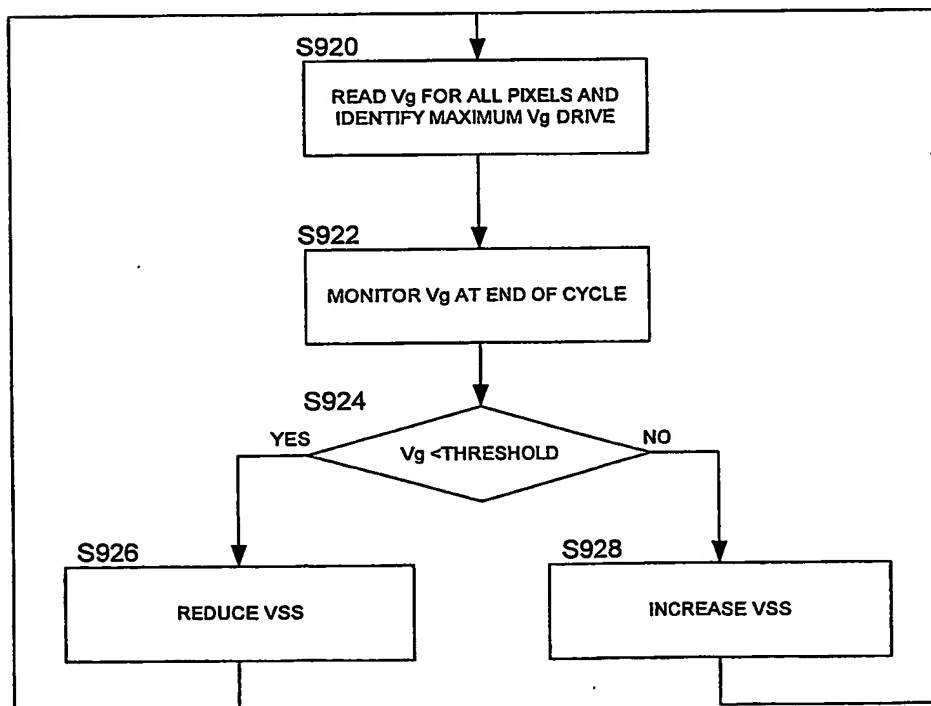 S920
READ Vg FOR ALL PIXELS AND
IDENTIFY MAXIMUM Vg DRIVE
S922
MONITOR Vg AT END OF CYCLE
S924
YES
Vg <THRESHOLD
NO
S926
REDUCE VSS
S928
INCREASE VSS